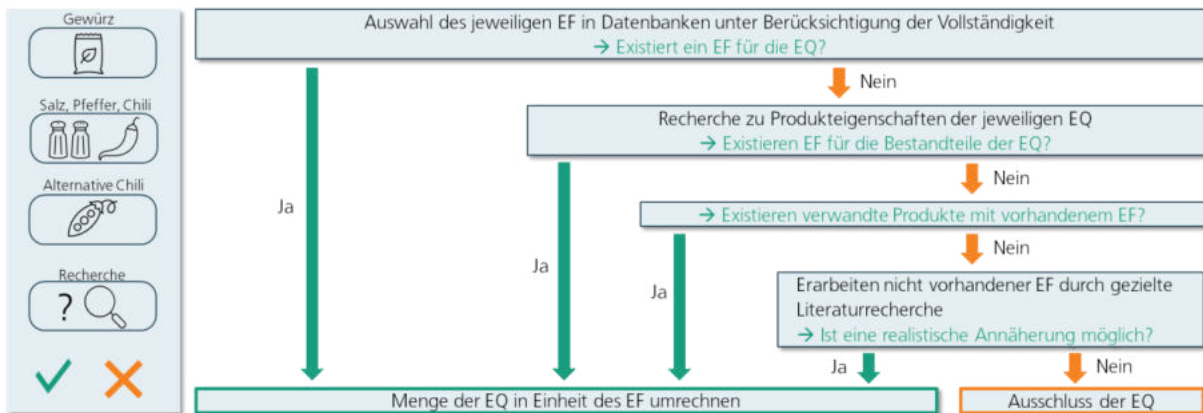 Gewürz
Salz, Pfeffer, Chili
Alternative Chili
Recherche
?
Auswahl des jeweiligen EF in Datenbanken unter Berücksichtigung der Vollständigkeit
→ Existiert ein EF für die EQ?
Nein
Recherche zu Produkteigenschaften der jeweiligen EQ
→ Existieren EF für die Bestandteile der EQ?
Ja
Nein
→ Existieren verwandte Produkte mit vorhandenem EF?
Ja
Nein
Ja
Erarbeiten nicht vorhandener EF durch gezielte
Literaturrecherche
→ Ist eine realistische Annäherung möglich?
Ja
Nein
Menge der EQ in Einheit des EF umrechnen
Ausschluss der EQ